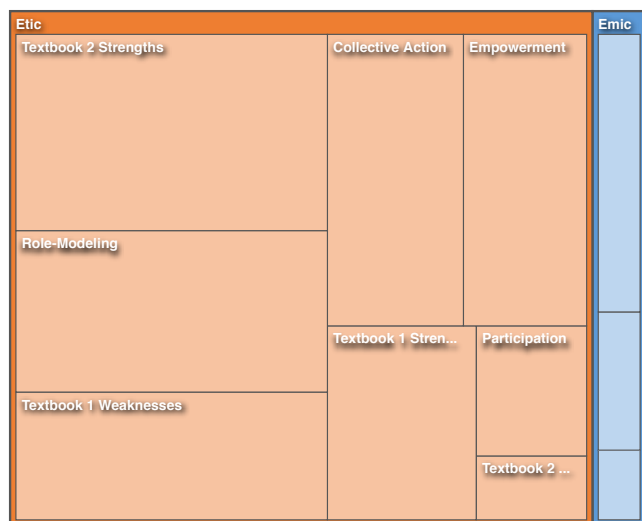 Etic
Emic
Textbook 2 Strengths
Collective Action
Empowerment
Role-Modeling
Textbook 1 Stren...
Participation
Textbook 1 Weaknesses
Textbook 2 ...